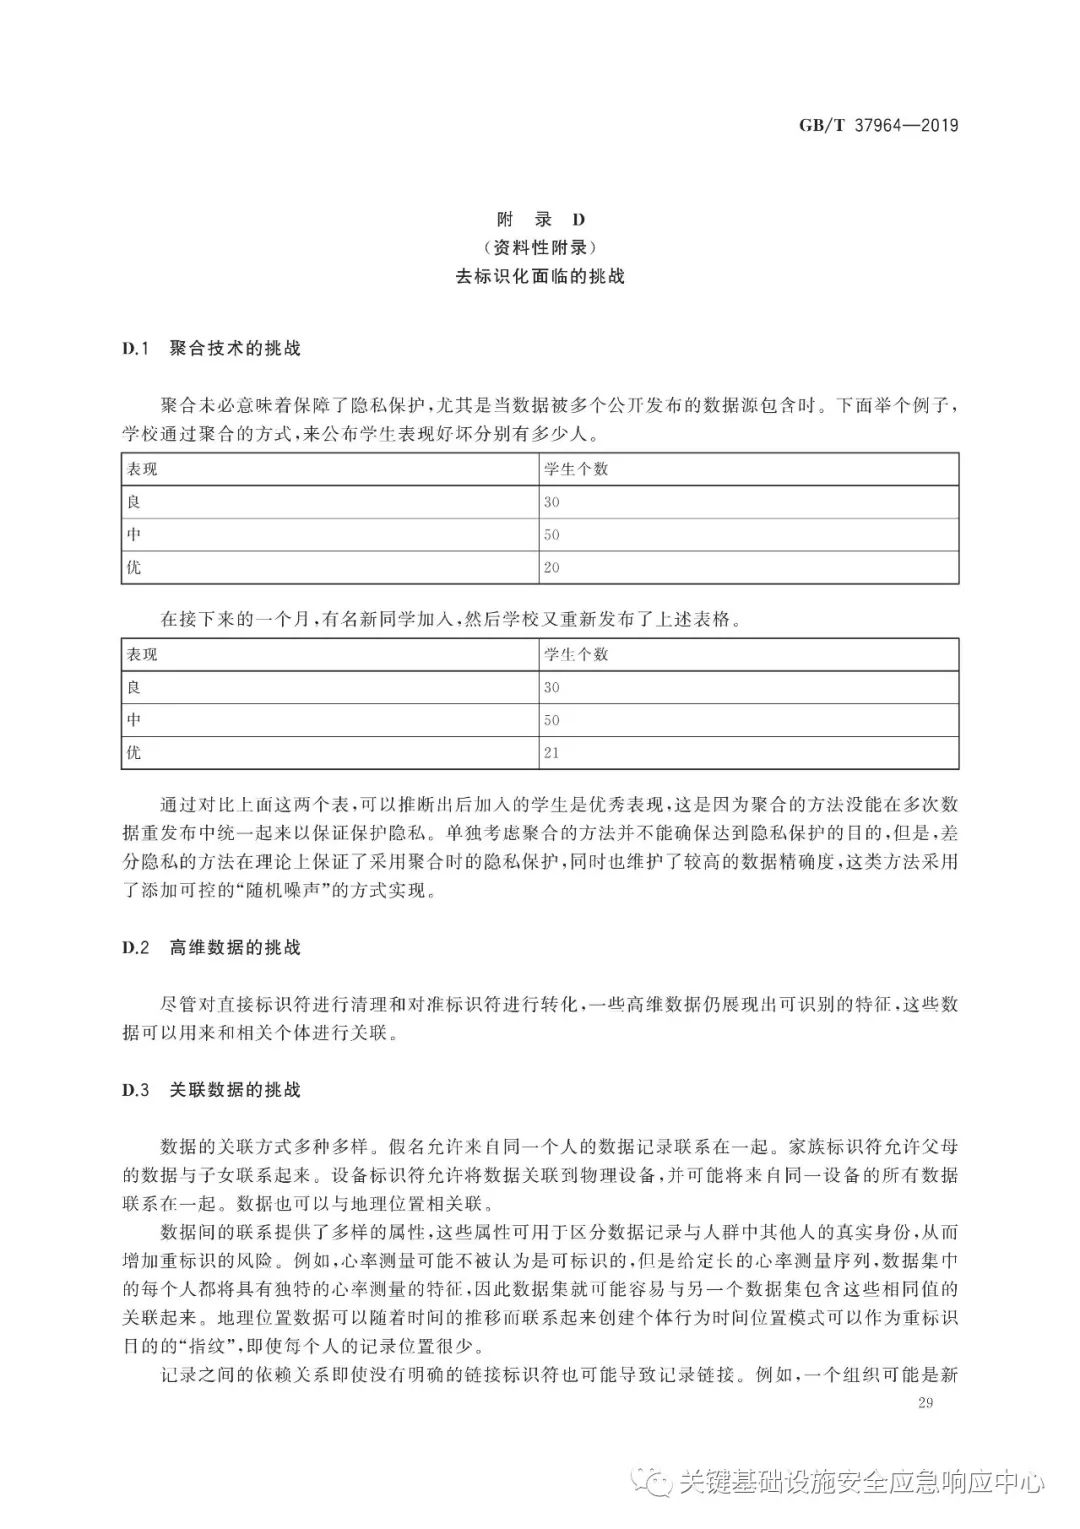 GB/T 37964—2019
附 录 D
（资料性附录）
去标识化面临的挑战
D.1 聚合技术的挑战
聚合未必意味着保障了隐私保护,尤其是当数据被多个公开发布的数据源包含时。下面举个例子,
学校通过聚合的方式,来公布学生表现好坏分别有多少人。
表现 学生个数
良 30
中 50
优 20
在接下来的一个月,有名新同学加入,然后学校又重新发布了上述表格。
表现 学生个数
良 30
中 50
优 21
通过对比上面这两个表,可以推断出后加入的学生是优秀表现,这是因为聚合的方法没能在多次数
据重发布中统一起来以保证保护隐私。单独考虑聚合的方法并不能确保达到隐私保护的目的,但是,差
分隐私的方法在理论上保证了采用聚合时的隐私保护,同时也维护了较高的数据精确度,这类方法采用
了添加可控的“随机噪声”的方式实现。
D.2 高维数据的挑战
尽管对直接标识符进行清理和对准标识符进行转化,一些高维数据仍展现出可识别的特征,这些数
据可以用来和相关个体进行关联。
D.3 关联数据的挑战
数据的关联方式多种多样。假名允许来自同一个人的数据记录联系在一起。家族标识符允许父母
的数据与子女联系起来。设备标识符允许将数据关联到物理设备,并可能将来自同一设备的所有数据
联系在一起。数据也可以与地理位置相关联。
数据间的联系提供了多样的属性,这些属性可用于区分数据记录与人群中其他人的真实身份,从而
增加重标识的风险。例如,心率测量可能不被认为是可标识的,但是给定长的心率测量序列,数据集中
的每个人都将具有独特的心率测量的特征,因此数据集就可能容易与另一个数据集包含这些相同值的
关联起来。地理位置数据可以随着时间的推移而联系起来创建个体行为时间位置模式可以作为重标识
目的的“指纹”,即使每个人的记录位置很少。
记录之间的依赖关系即使没有明确的链接标识符也可能导致记录链接。例如,一个组织可能是新
29
关键基础设施安全应急响应中心